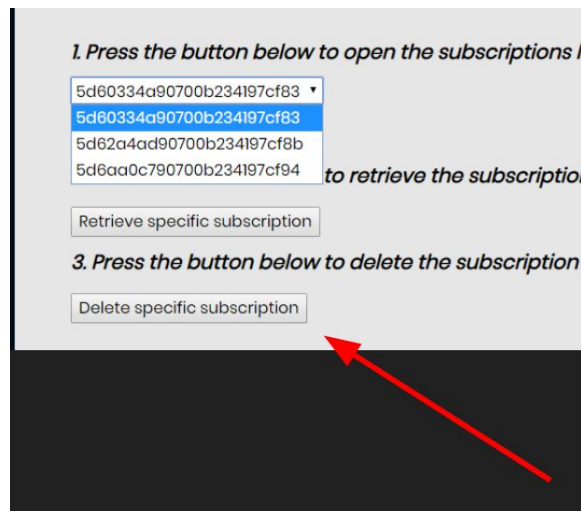 1. Press the button below to open the subscriptions
5d60334a90700b234197cf83
5d60334a90700b234197cf83
5d62a4ad90700b234197cf8b
5d6aa0c790700b234197cf94
to retrieve the subscription
Retrieve specific subscription
3. Press the button below to delete the subscription
Delete specific subscription